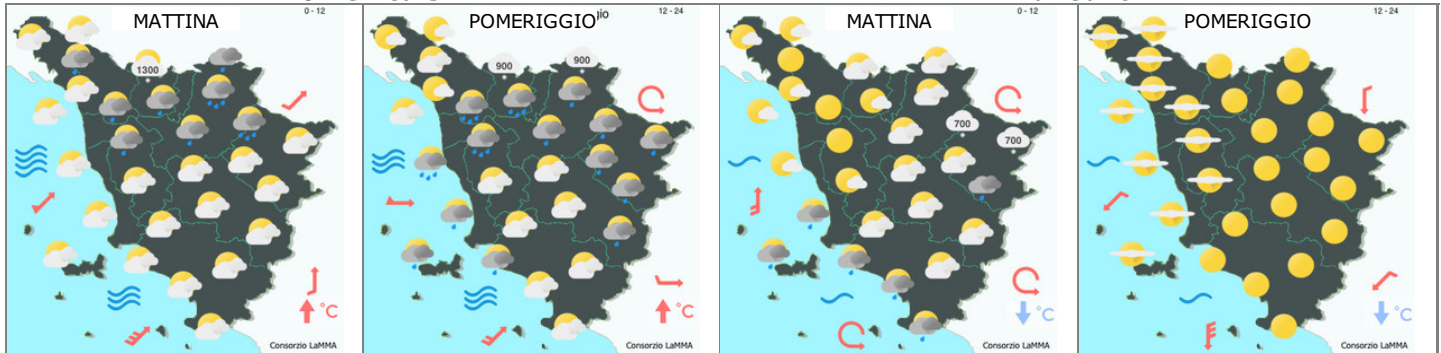 MATTINA
0 - 12
1300
°C
Consorzio LaMMA
POMERIGGIO
12 - 24
900
900
°C
Consorzio LaMMA
MATTINA
0 - 12
700
700
°C
Consorzio LaMMA
POMERIGGIO
12 - 24
°C
Consorzio LaMMA